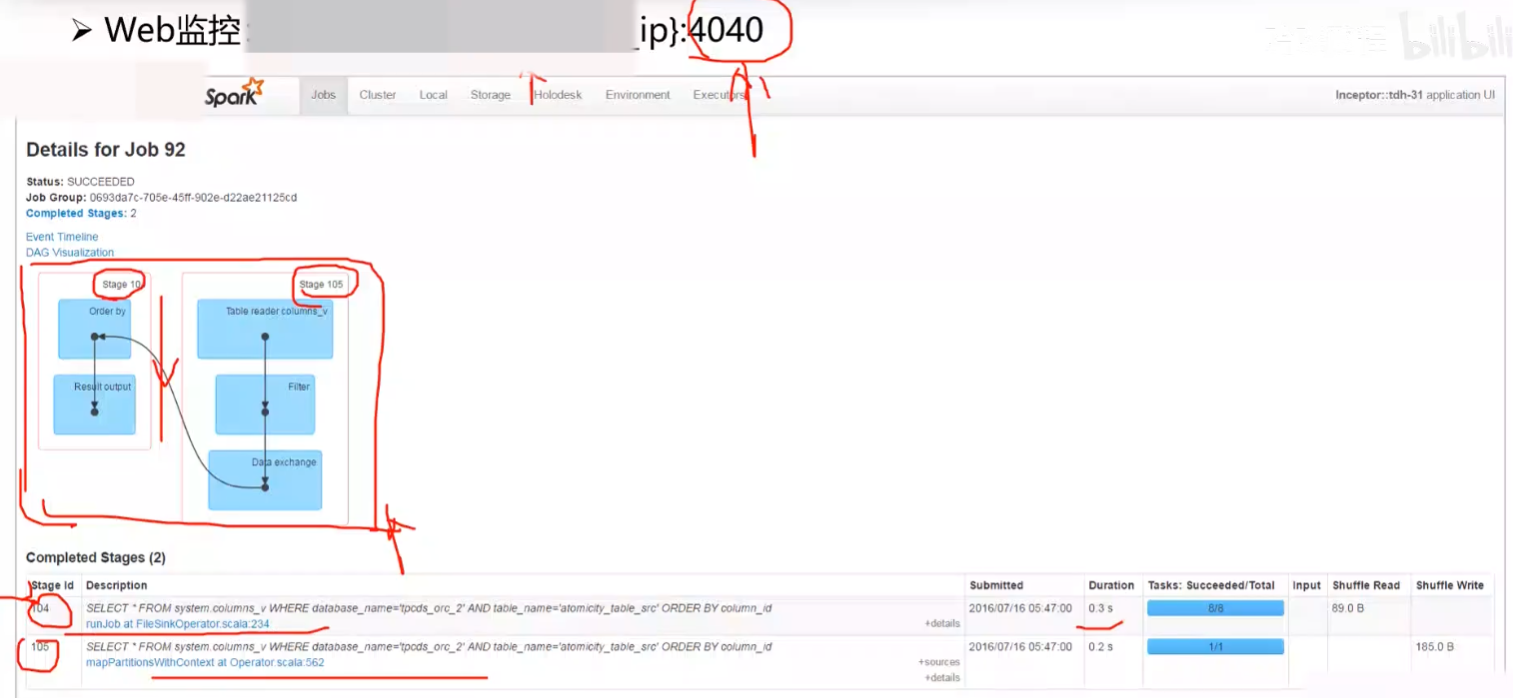 ➢ Web监控
_ip}:4040
bilibili
Spark Jobs Cluster Local Storage Holodesk Environment Executors Inceptor::tdh-31 application UI
Details for Job 92
Status: SUCCEEDED
Job Group: 0693da7c-705e-45ff-902e-d22ae21125cd
Completed Stages: 2
Event Timeline
DAG Visualization
Stage 10
Order by
Result output
Stage 105
Table reader columns_v
Filter
Data exchange
Completed Stages (2)
Stage Id Description Submitted Duration Tasks: Succeeded/Total Input Shuffle Read Shuffle Write
104 SELECT * FROM system.columns_v WHERE database_name='tpcds_orc_2' AND table_name='atomicity_table_src' ORDER BY column_id 2016/07/16 05:47:00 0.3 s 8/8 89.0 B
runJob at FileSinkOperator.scala:234 +details
105 SELECT * FROM system.columns_v WHERE database_name='tpcds_orc_2' AND table_name='atomicity_table_src' ORDER BY column_id 2016/07/16 05:47:00 0.2 s 1/1 185.0 B
mapPartitionsWithContext at Operator.scala:562 +sources
+details